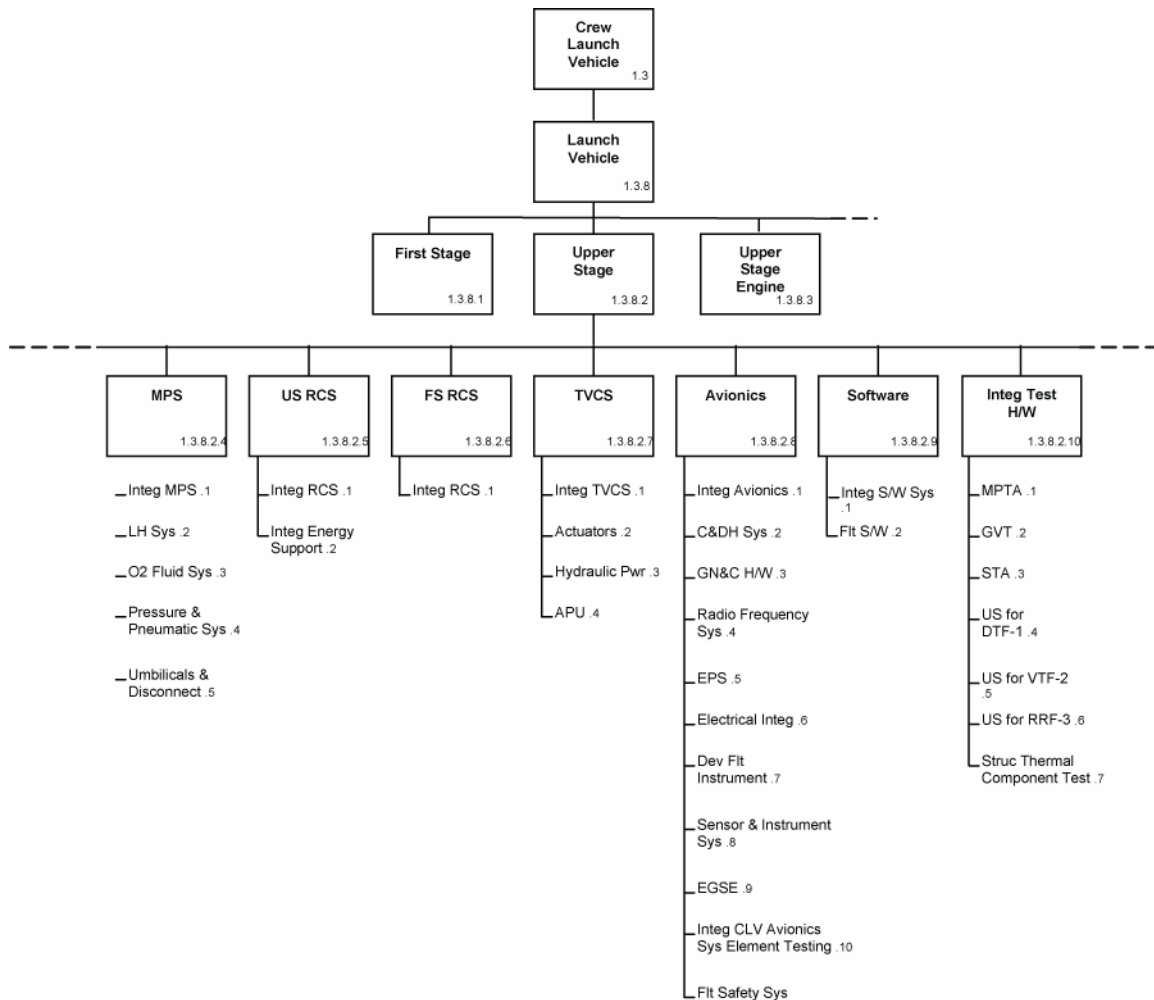 Crew
Launch
Vehicle
1.3
Launch
Vehicle
1.3.8
First Stage
1.3.8.1
Upper
Stage
1.3.8.2
Upper
Stage
Engine
1.3.8.3
MPS
1.3.8.2.4
Integ MPS .1
LH Sys .2
O2 Fluid Sys .3
Pressure &
Pneumatic Sys .4
Umbilicals &
Disconnect .5
US RCS
1.3.8.2.5
Integ RCS .1
Integ Energy
Support .2
FS RCS
1.3.8.2.6
Integ RCS .1
TVCS
1.3.8.2.7
Integ TVCS .1
Actuators .2
Hydraulic Pwr .3
APU .4
Avionics
1.3.8.2.8
Integ Avionics .1
C&DH Sys .2
GN&C H/W .3
Radio Frequency
Sys .4
EPS .5
Electrical Integ .6
Dev Flt
Instrument .7
Sensor & Instrument
Sys .8
EGSE .9
Integ CLV Avionics
Sys Element Testing .10
Flt Safety Sys
Software
1.3.8.2.9
Integ S/W Sys
.1
Flt S/W .2
Integ Test
H/W
1.3.8.2.10
MPTA .1
GVT .2
STA .3
US for
DTF-1 .4
US for VTF-2
.5
US for RRF-3 .6
Struc Thermal
Component Test .7